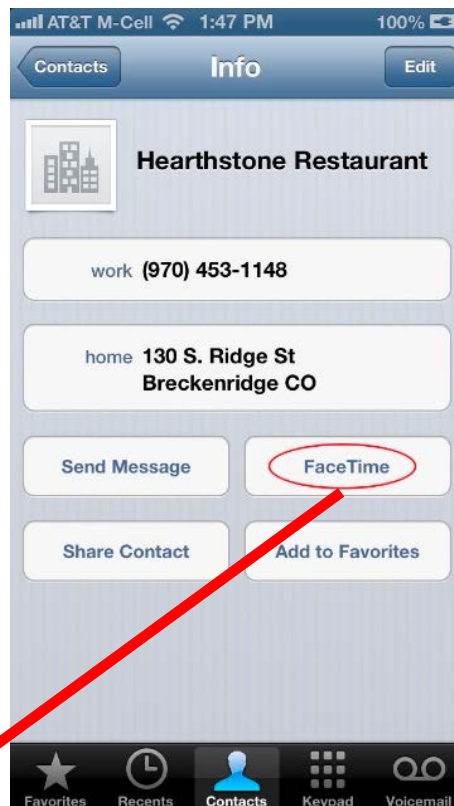 AT&T M-Cell 1:47 PM 100%
Contacts Info Edit
Hearthstone Restaurant
work (970) 453-1148
home 130 S. Ridge St
Breckenridge CO
Send Message FaceTime
Share Contact Add to Favorites
Favorites Recents Contacts Keypad Voicemail